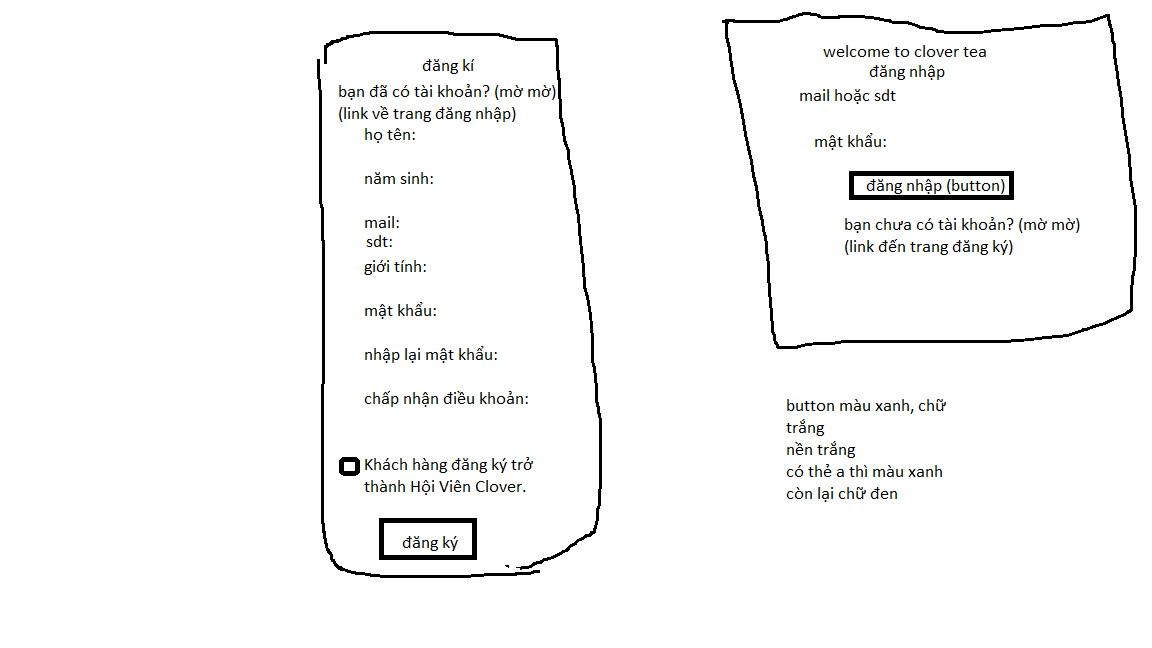 đăng kí
bạn đã có tài khoản? (mờ mờ)
(link về trang đăng nhập)
họ tên:
năm sinh:
mail:
sdt:
giới tính:
mật khẩu:
nhập lại mật khẩu:
chấp nhận điều khoản:
Khách hàng đăng ký trở
thành Hội Viên Clover.
đăng ký
welcome to clover tea
đăng nhập
mail hoặc sdt
mật khẩu:
đăng nhập (button)
bạn chưa có tài khoản? (mờ mờ)
(link đến trang đăng ký)
button màu xanh, chữ
trắng
nền trắng
có thẻ a thì màu xanh
còn lại chữ đen